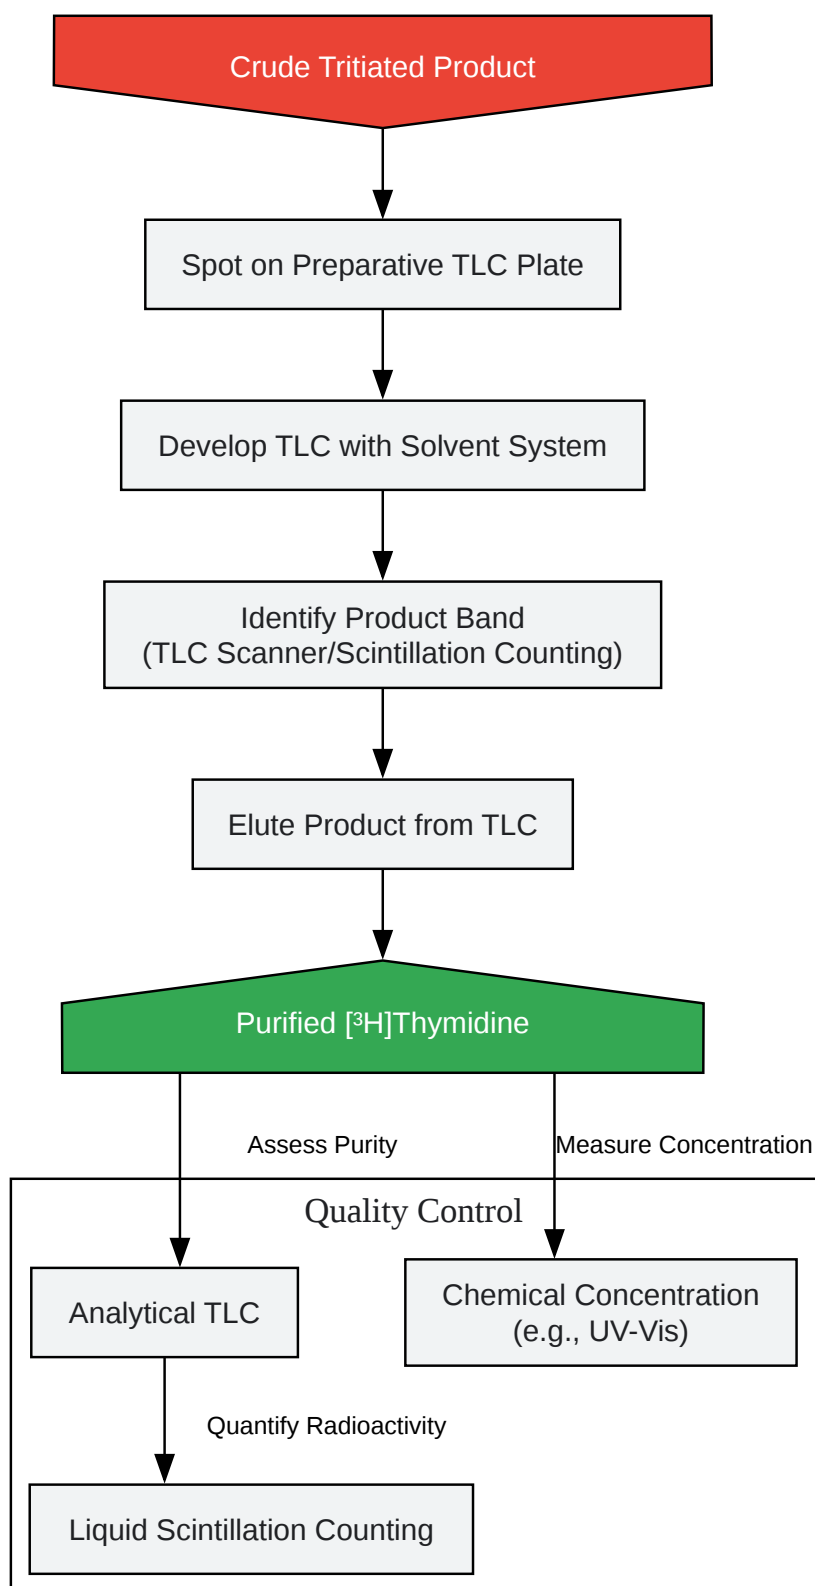 Crude Tritiated Product
Spot on Preparative TLC Plate
Develop TLC with Solvent System
Identify Product Band
(TLC Scanner/Scintillation Counting)
Elute Product from TLC
Purified [³H]Thymidine
Assess Purity
Measure Concentration
Quality Control
Analytical TLC
Chemical Concentration
(e.g., UV-Vis)
Quantify Radioactivity
Liquid Scintillation Counting